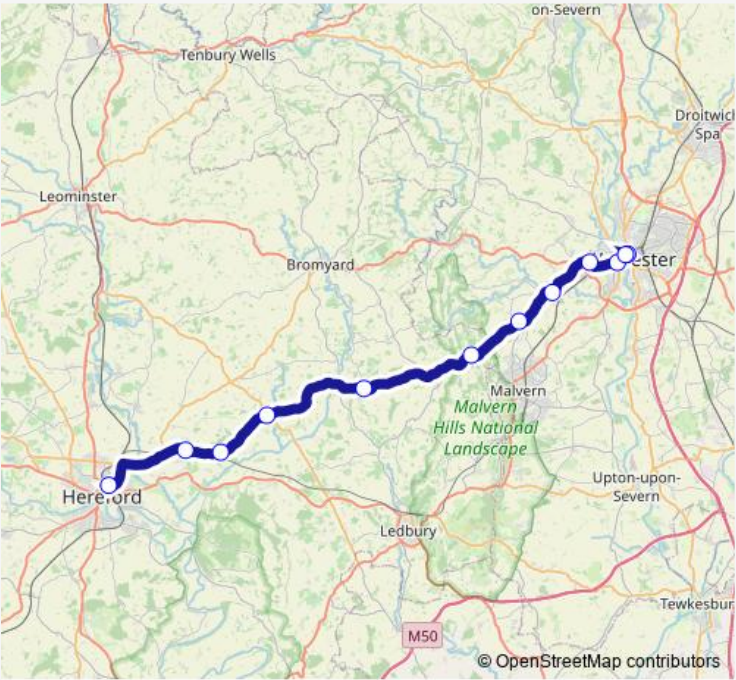 on-Severn
Tenbury Wells
Droitwich
Spa
Leominster
Bromyard
ester
Malvern
Malvern
Hills National
Landscape
Upton-upon-
Severn
Hereford
Ledbury
Tewkesbur
M50
© OpenStreetMap contributors